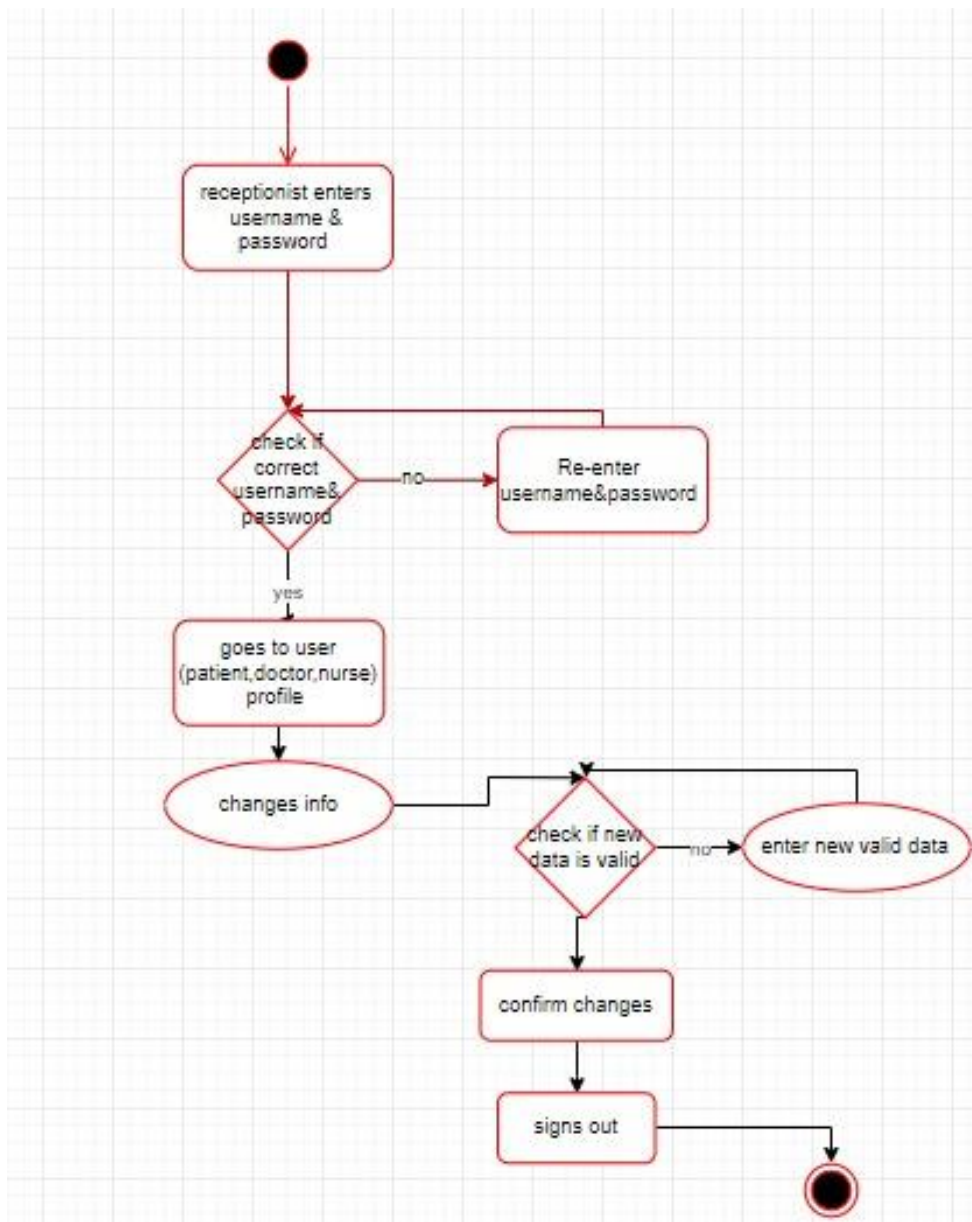 receptionist enters
username &
password
check if
correct
username&
password
no
Re-enter
username&password
yes
goes to user
(patient,doctor,nurse)
profile
changes info
check if new
data is valid
no
enter new valid data
confirm changes
signs out